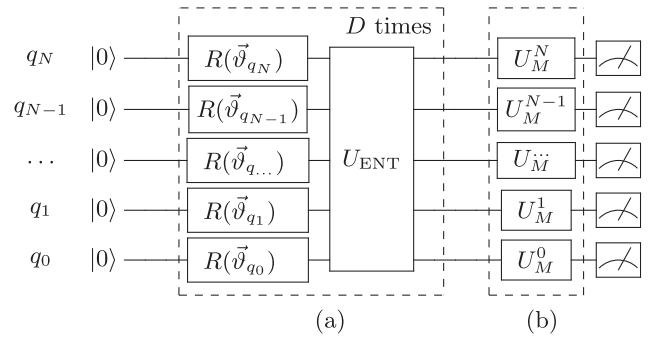 D times
q_N |0⟩ R(ϑ⃗_{q_N}) U_M^N
q_{N−1} |0⟩ R(ϑ⃗_{q_{N−1}}) U_M^{N−1}
... |0⟩ R(ϑ⃗_{q_{...}}) U_ENT U_M^{...}
q_1 |0⟩ R(ϑ⃗_{q_1}) U_M^1
q_0 |0⟩ R(ϑ⃗_{q_0}) U_M^0
(a) (b)